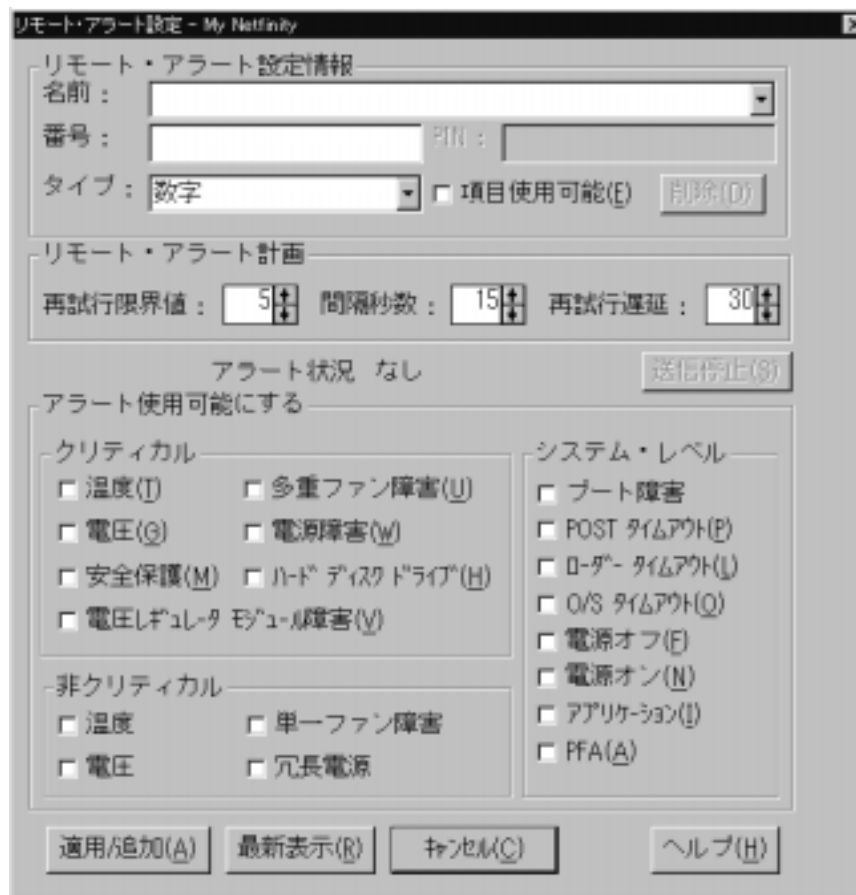 リモート・アラート設定 - My Netfinity
リモート・アラート設定情報
名前：
番号： PIN：
タイプ： 数字 項目使用可能(E) 削除(D)
リモート・アラート計画
再試行限界値： 5 間隔秒数： 15 再試行遅延： 30
アラート状況 なし 送信停止(S)
アラート使用可能にする
クリティカル
温度(T) 多重ファン障害(U)
電圧(G) 電源障害(W)
安全保護(M) ﾊｰﾄﾞ ﾃﾞｨｽｸ ﾄﾞﾗｲﾌﾞ(H)
電圧ﾚｷﾞｭﾚｰﾀ ﾓｼﾞｭｰﾙ障害(V)
非クリティカル
温度 単一ファン障害
電圧 冗長電源
システム・レベル
ブート障害
POST ﾀｲﾑｱｳﾄ(P)
ﾛｰﾀﾞｰ ﾀｲﾑｱｳﾄ(L)
O/S ﾀｲﾑｱｳﾄ(O)
電源オフ(F)
電源オン(N)
ｱﾌﾟﾘｹｰｼｮﾝ(I)
PFA(A)
適用/追加(A) 最新表示(R) ｷｬﾝｾﾙ(C) ヘルプ(H)